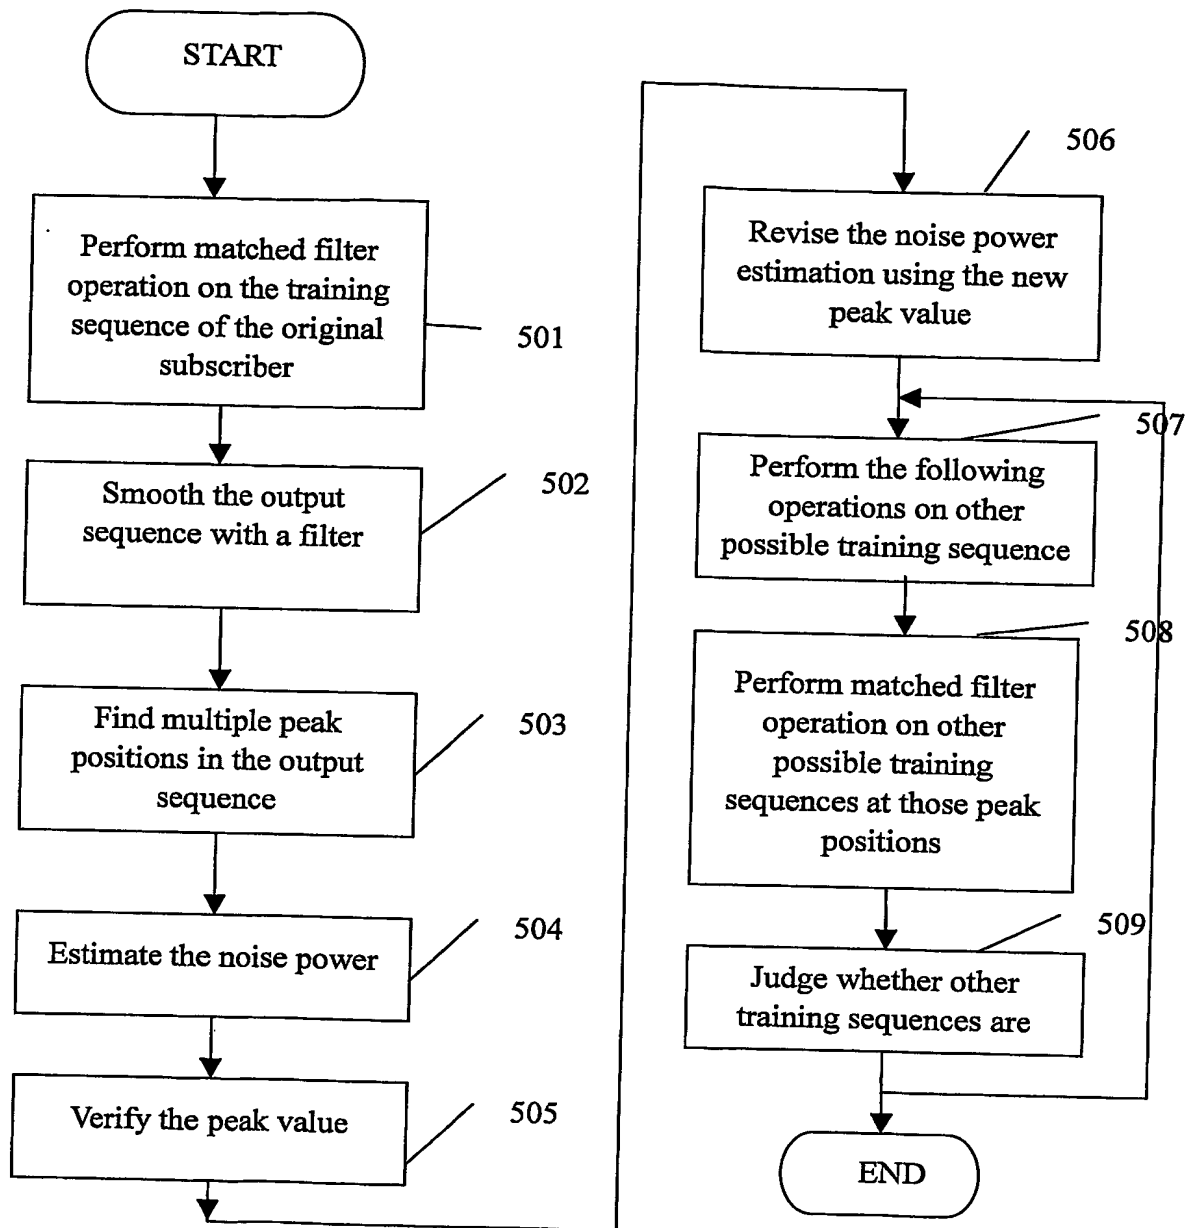 START
Perform matched filter
operation on the training
sequence of the original
subscriber
501
Smooth the output
sequence with a filter
502
Find multiple peak
positions in the output
sequence
503
Estimate the noise power
504
Verify the peak value
505
506
Revise the noise power
estimation using the new
peak value
507
Perform the following
operations on other
possible training sequence
508
Perform matched filter
operation on other
possible training
sequences at those peak
positions
509
Judge whether other
training sequences are
END